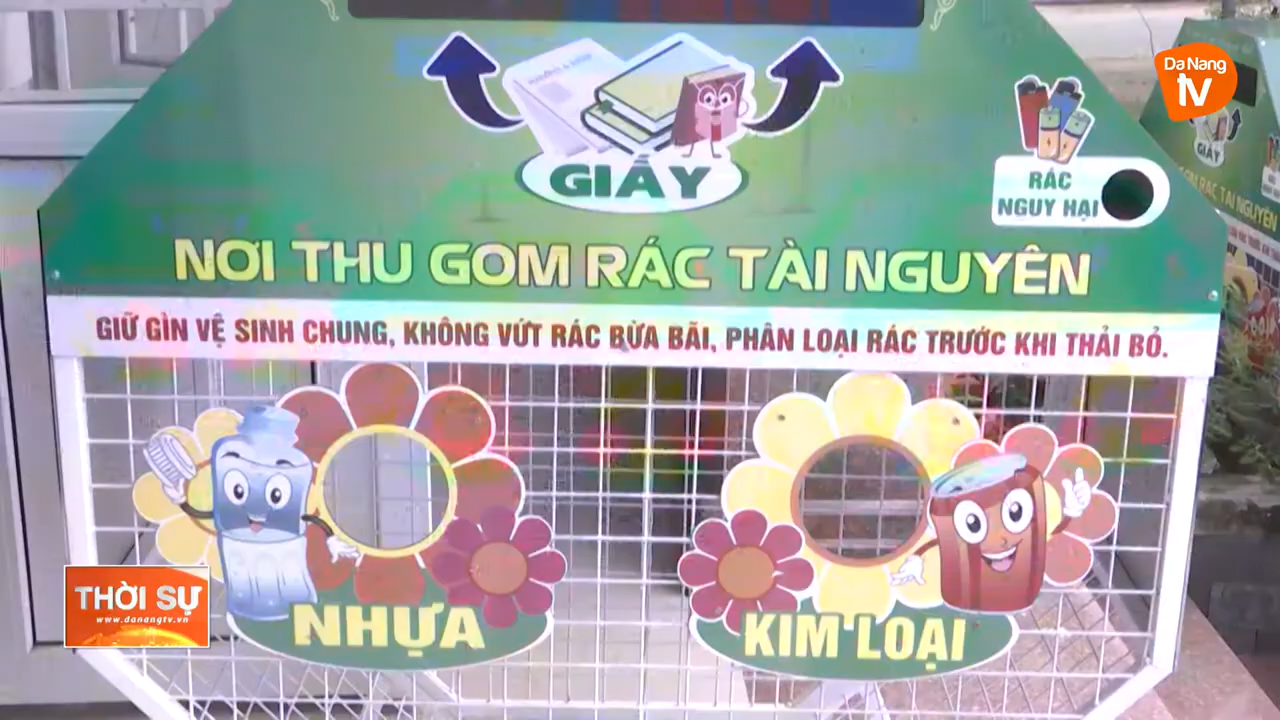 Da Nang
tv
GIẤY
RÁC
NGUY HẠI
GIẤY
NƠI THU GOM RÁC TÀI NGUYÊN
GIỮ GÌN VỆ SINH CHUNG, KHÔNG VỨT RÁC BỪA BÃI, PHÂN LOẠI RÁC TRƯỚC KHI THẢI BỎ.
NHỰA
KIM LOẠI
THỜI SỰ
www.danangtv.vn